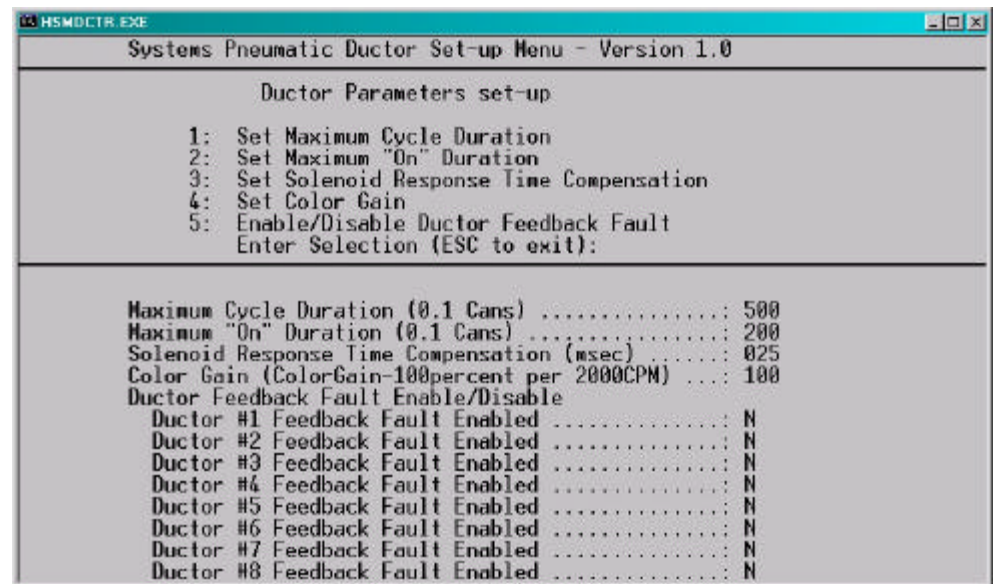 HSMDCTR.EXE
Systems Pneumatic Ductor Set-up Menu - Version 1.0
Ductor Parameters set-up
1: Set Maximum Cycle Duration
2: Set Maximum "On" Duration
3: Set Solenoid Response Time Compensation
4: Set Color Gain
5: Enable/Disable Ductor Feedback Fault
Enter Selection (ESC to exit):
Maximum Cycle Duration (0.1 Cans) ...............: 500
Maximum "On" Duration (0.1 Cans) ................: 200
Solenoid Response Time Compensation (msec) ......: 025
Color Gain (ColorGain-100percent per 2000CPM) ...: 100
Ductor Feedback Fault Enable/Disable
Ductor #1 Feedback Fault Enabled ..............: N
Ductor #2 Feedback Fault Enabled ..............: N
Ductor #3 Feedback Fault Enabled ..............: N
Ductor #4 Feedback Fault Enabled ..............: N
Ductor #5 Feedback Fault Enabled ..............: N
Ductor #6 Feedback Fault Enabled ..............: N
Ductor #7 Feedback Fault Enabled ..............: N
Ductor #8 Feedback Fault Enabled ..............: N